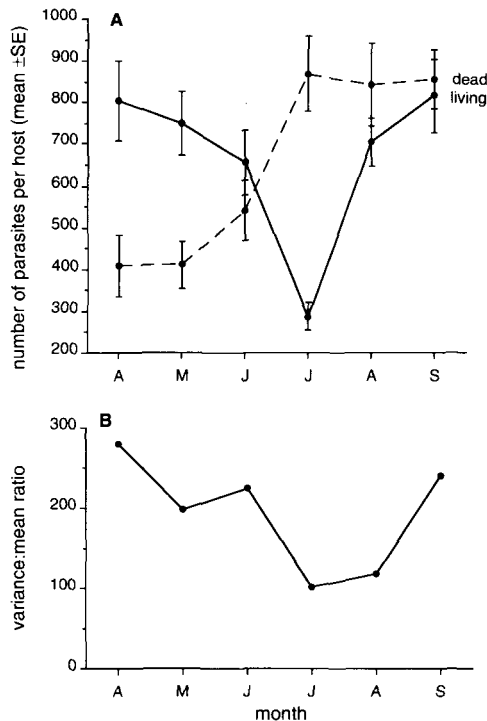 A
number of parasites per host (mean ±SE)
1000
900
800
700
600
500
400
300
200
dead
living
A M J J A S
B
variance:mean ratio
300
200
100
0
A M J J A S
month